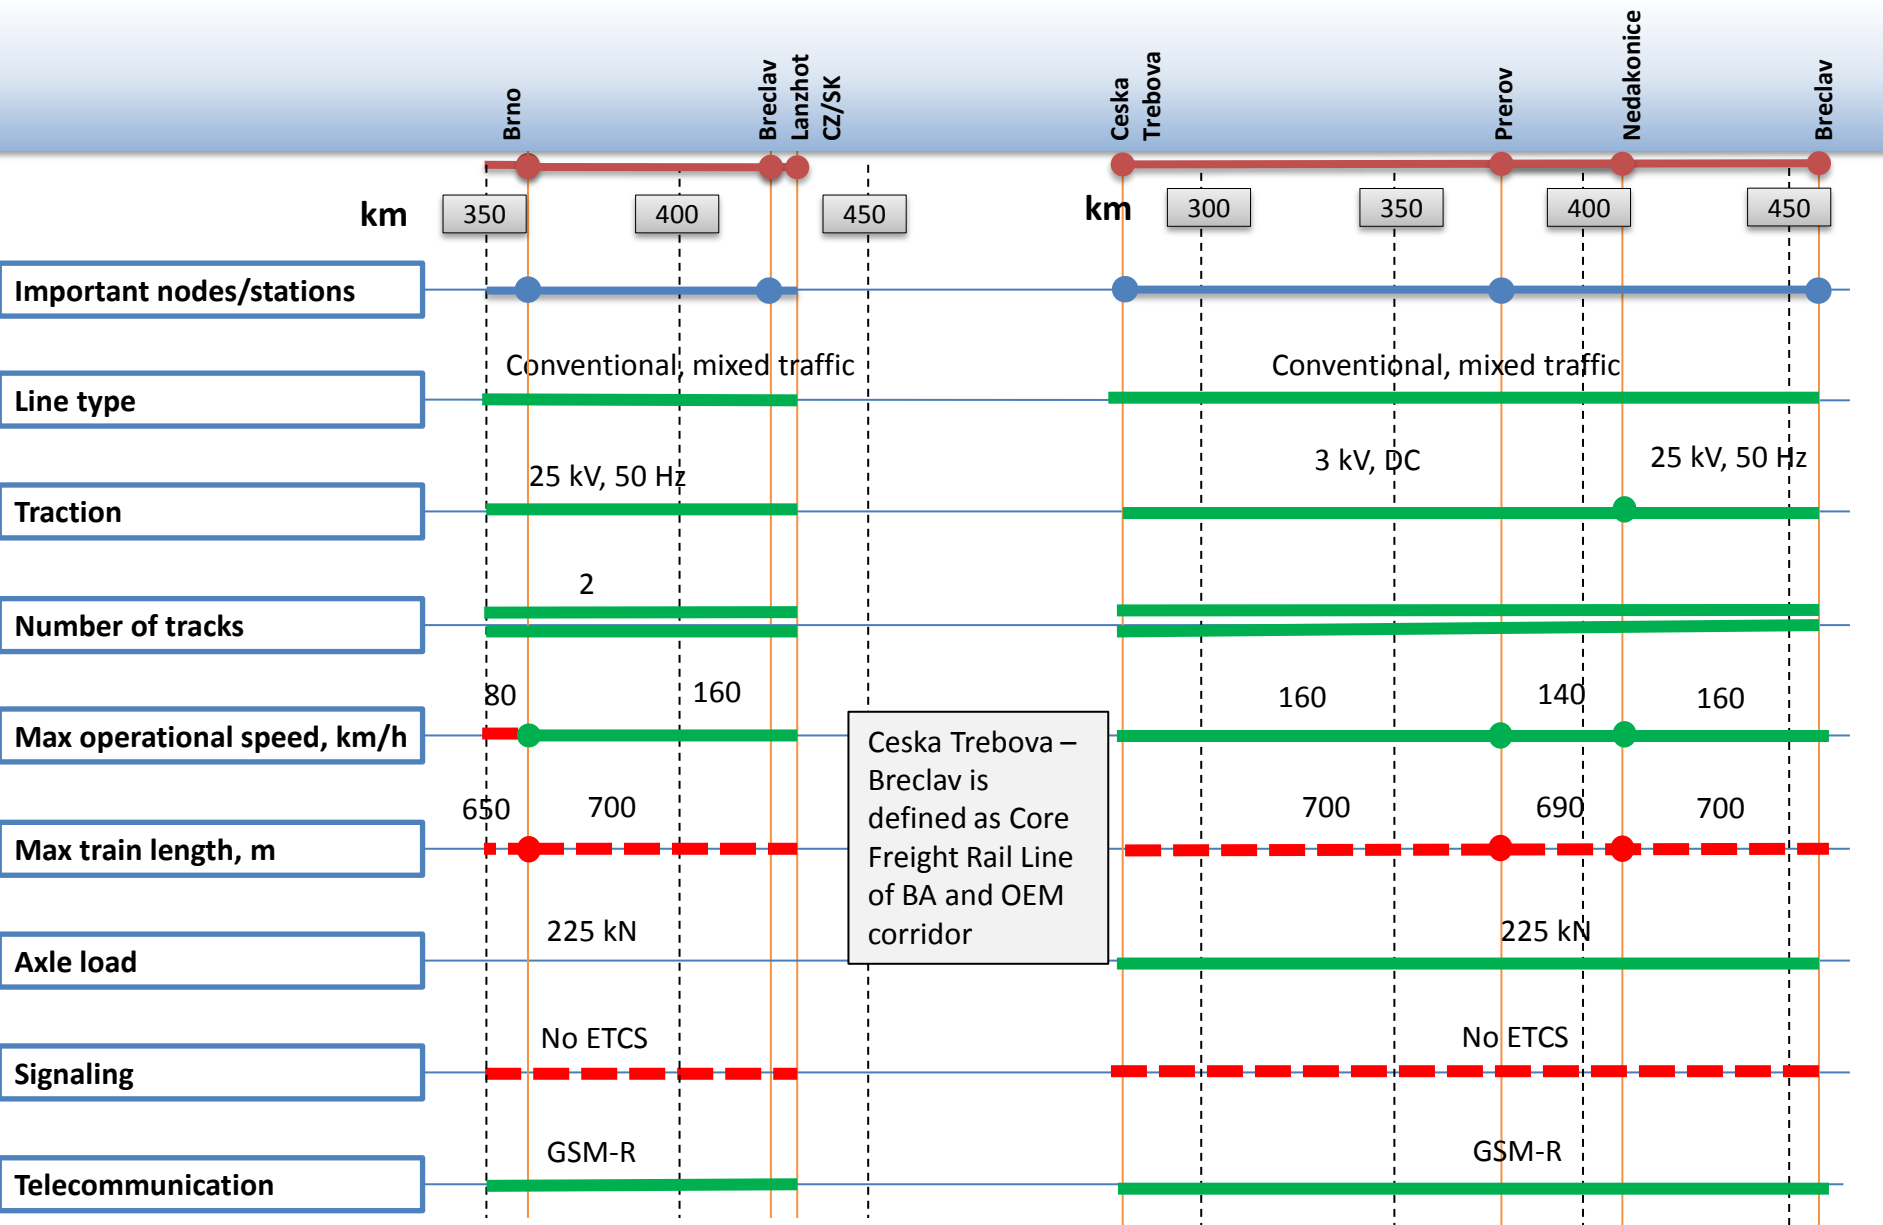 Brno
Breclav
Lanzhot
CZ/SK
Ceska
Trebova
Prerov
Nedakonice
Breclav
km
350
400
450
km
300
350
400
450
Important nodes/stations
Conventional, mixed traffic
Conventional, mixed traffic
Line type
25 kV, 50 Hz
3 kV, DC
25 kV, 50 Hz
Traction
2
Number of tracks
80
160
160
140
160
Max operational speed, km/h
Ceska Trebova –
Breclav is
defined as Core
Freight Rail Line
of BA and OEM
corridor
650
700
700
690
700
Max train length, m
225 kN
225 kN
Axle load
No ETCS
No ETCS
Signaling
GSM-R
GSM-R
Telecommunication